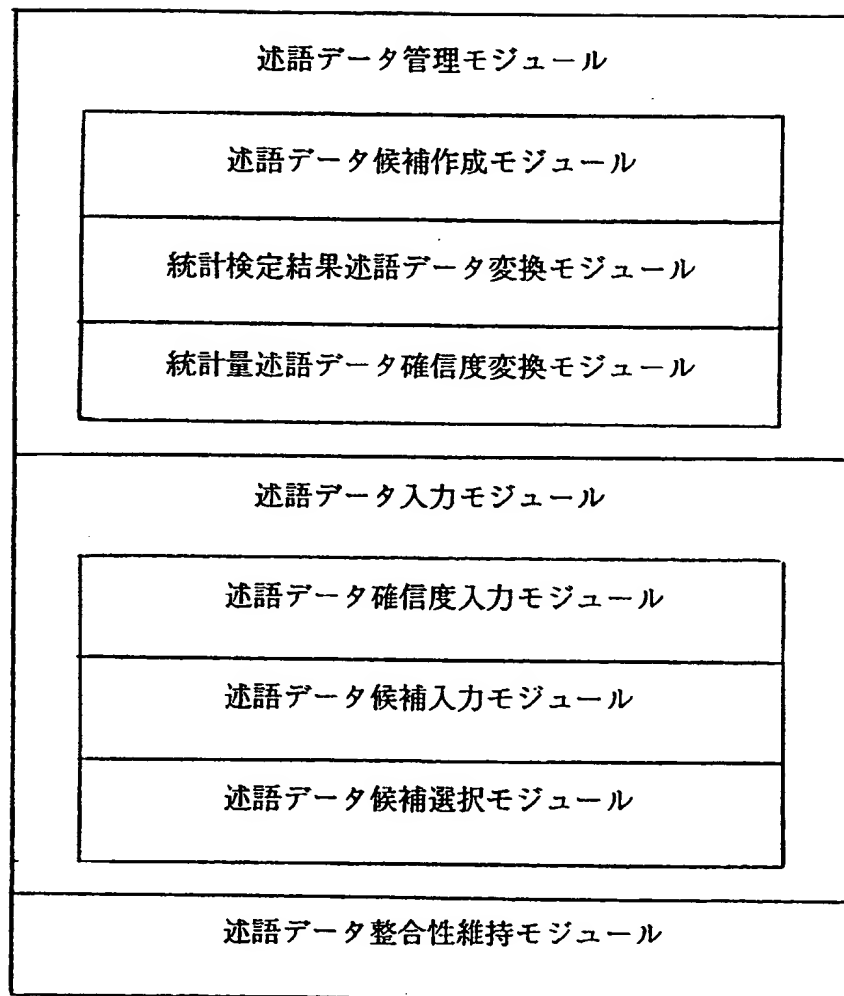 述語データ管理モジュール
述語データ候補作成モジュール
統計検定結果述語データ変換モジュール
統計量述語データ確信度変換モジュール
述語データ入力モジュール
述語データ確信度入力モジュール
述語データ候補入力モジュール
述語データ候補選択モジュール
述語データ整合性維持モジュール